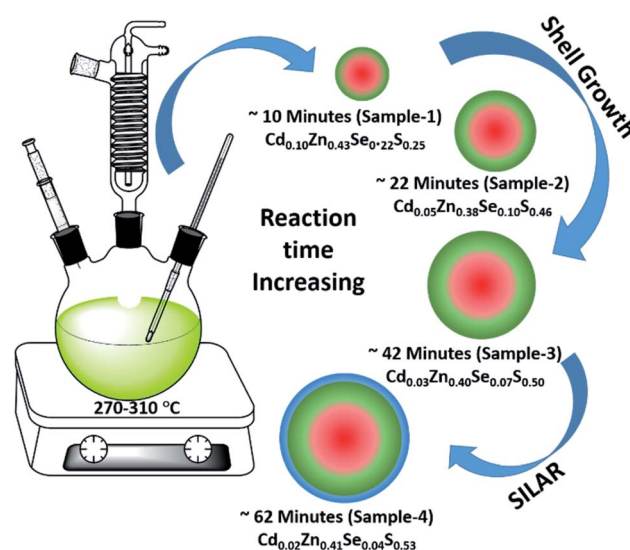 ~ 10 Minutes (Sample-1)
Cd₀.₁₀Zn₀.₄₃Se₀.₂₂S₀.₂₅
Shell Growth
~ 22 Minutes (Sample-2)
Cd₀.₀₅Zn₀.₃₈Se₀.₁₀S₀.₄₆
Reaction
time
Increasing
~ 42 Minutes (Sample-3)
Cd₀.₀₃Zn₀.₄₀Se₀.₀₇S₀.₅₀
270-310 °C
SILAR
~ 62 Minutes (Sample-4)
Cd₀.₀₂Zn₀.₄₁Se₀.₀₄S₀.₅₃